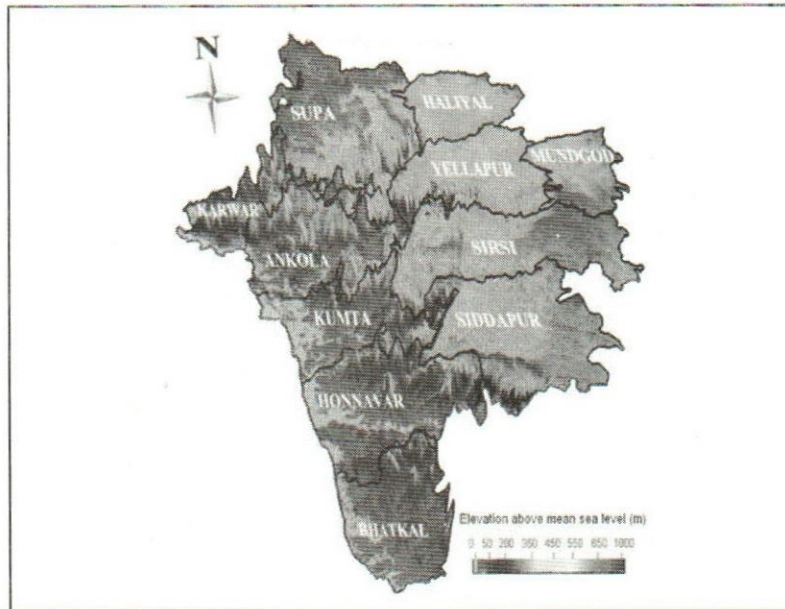 N
SUPA
HALIYAL
YELLAPUR
MUNDGOD
KARWAR
ANKOLA
SIRSI
KUMTA
SIDDAPUR
HONNAVAR
BHATKAL
Elevation above mean sea level (m)
0 50 200 350 450 550 650 1000